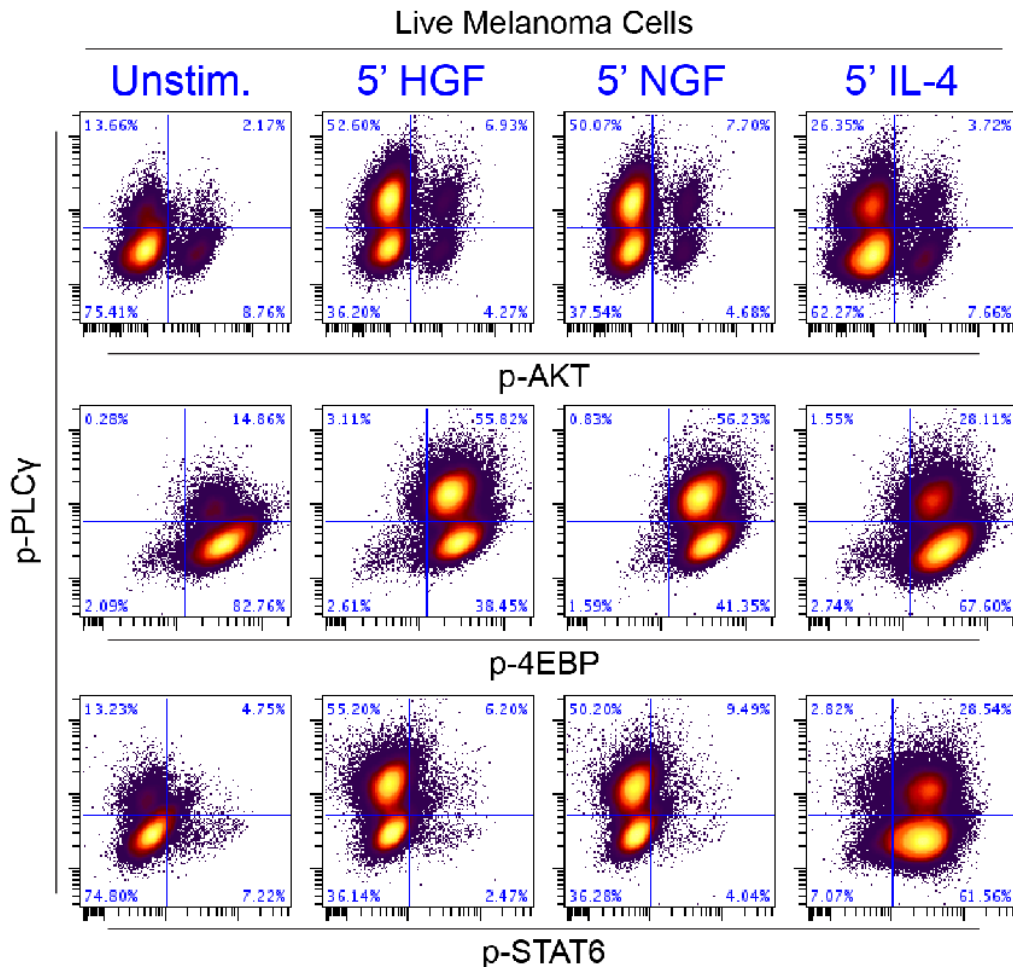 Live Melanoma Cells
Unstim. 5’ HGF 5’ NGF 5’ IL-4
13.66% 2.17% 52.60% 6.93% 50.07% 7.70% 26.35% 3.72%
75.41% 8.76% 36.20% 4.27% 37.54% 4.68% 62.27% 7.66%
p-AKT
0.28% 14.86% 3.11% 55.82% 0.83% 56.23% 1.55% 28.11%
p-PLCγ
2.09% 82.76% 2.61% 38.45% 1.59% 41.35% 2.74% 67.60%
p-4EBP
13.23% 4.75% 55.20% 6.20% 50.20% 9.49% 2.82% 28.54%
74.80% 7.22% 36.14% 2.47% 36.28% 4.04% 7.07% 61.56%
p-STAT6